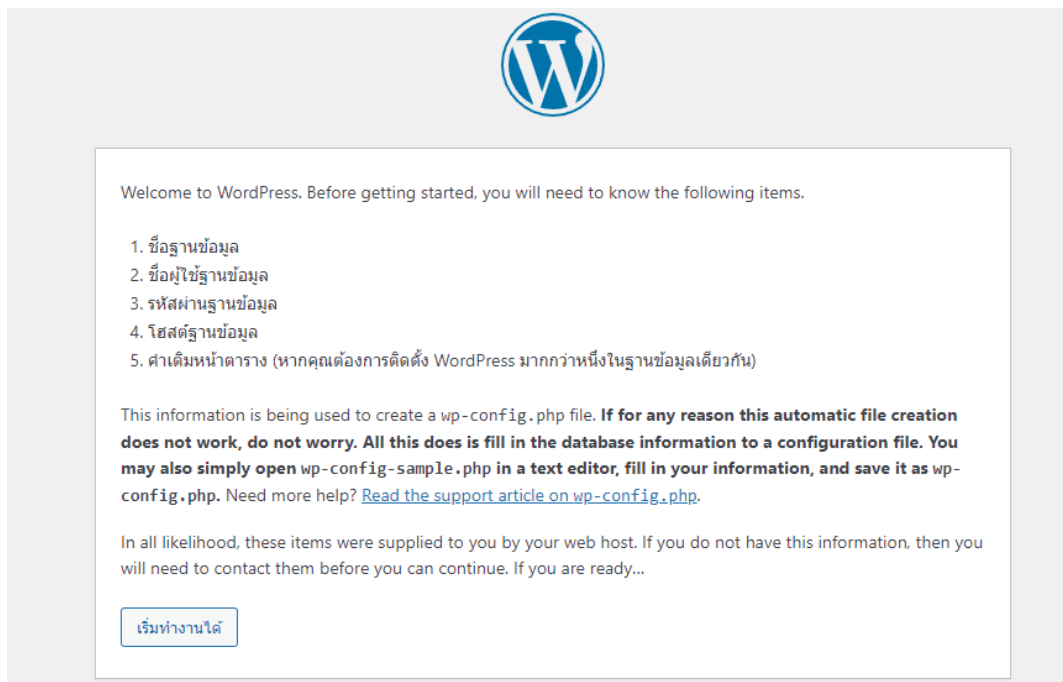 Welcome to WordPress. Before getting started, you will need to know the following items.
1. ชื่อฐานข้อมูล
2. ชื่อผู้ใช้ฐานข้อมูล
3. รหัสผ่านฐานข้อมูล
4. โฮสต์ฐานข้อมูล
5. คำเติมหน้าตาราง (หากคุณต้องการติดตั้ง WordPress มากกว่าหนึ่งในฐานข้อมูลเดียวกัน)
This information is being used to create a wp-config.php file. If for any reason this automatic file creation
does not work, do not worry. All this does is fill in the database information to a configuration file. You
may also simply open wp-config-sample.php in a text editor, fill in your information, and save it as wp-
config.php. Need more help? Read the support article on wp-config.php.
In all likelihood, these items were supplied to you by your web host. If you do not have this information, then you
will need to contact them before you can continue. If you are ready...
เริ่มทำงานได้